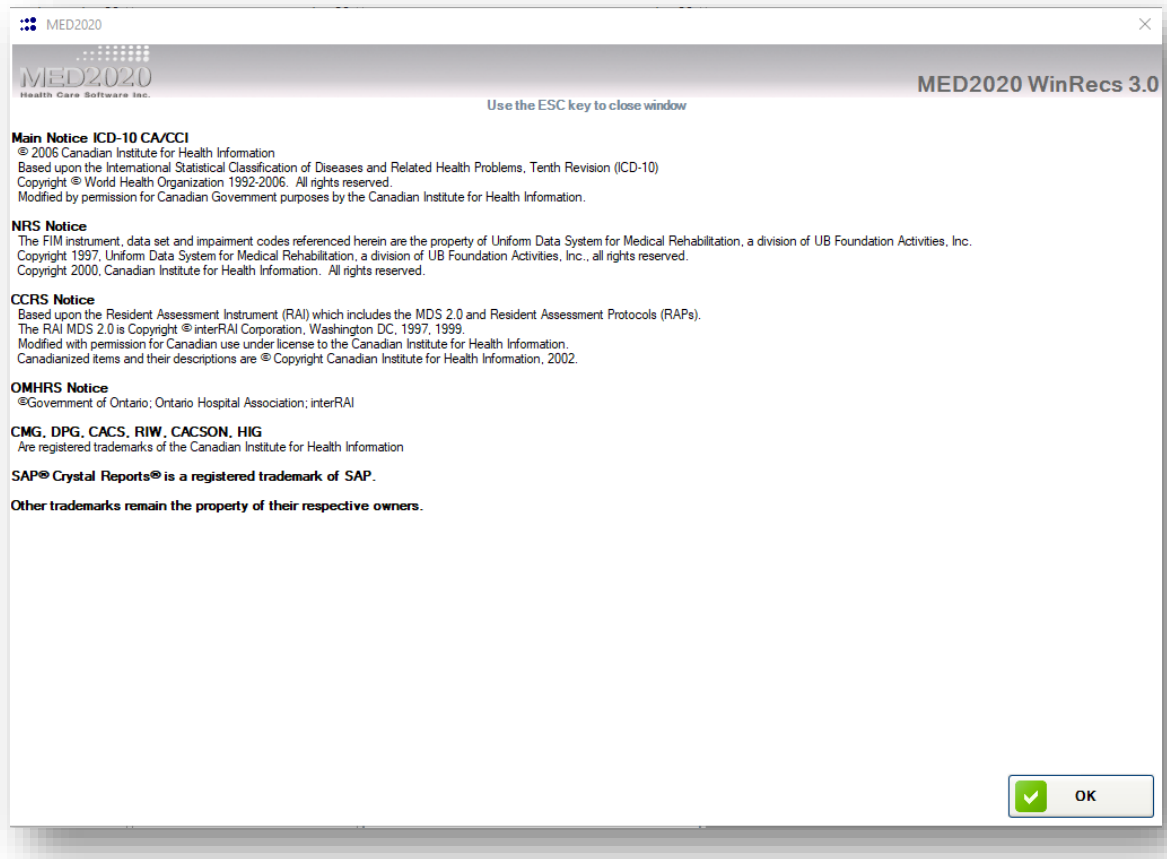 MED2020
MED2020
Health Care Software Inc.
MED2020 WinRecs 3.0
Use the ESC key to close window
Main Notice ICD-10 CA/CCI
© 2006 Canadian Institute for Health Information
Based upon the International Statistical Classification of Diseases and Related Health Problems, Tenth Revision (ICD-10)
Copyright © World Health Organization 1992-2006. All rights reserved.
Modified by permission for Canadian Government purposes by the Canadian Institute for Health Information.
NRS Notice
The FIM instrument, data set and impairment codes referenced herein are the property of Uniform Data System for Medical Rehabilitation, a division of UB Foundation Activities, Inc.
Copyright 1997, Uniform Data System for Medical Rehabilitation, a division of UB Foundation Activities, Inc., all rights reserved.
Copyright 2000, Canadian Institute for Health Information. All rights reserved.
CCRS Notice
Based upon the Resident Assessment Instrument (RAI) which includes the MDS 2.0 and Resident Assessment Protocols (RAPs).
The RAI MDS 2.0 is Copyright © interRAI Corporation, Washington DC, 1997, 1999.
Modified with permission for Canadian use under license to the Canadian Institute for Health Information.
Canadianized items and their descriptions are © Copyright Canadian Institute for Health Information, 2002.
OMHRS Notice
©Government of Ontario; Ontario Hospital Association; interRAI
CMG, DPG, CACS, RIW, CACSON, HIG
Are registered trademarks of the Canadian Institute for Health Information
SAP® Crystal Reports® is a registered trademark of SAP.
Other trademarks remain the property of their respective owners.
OK